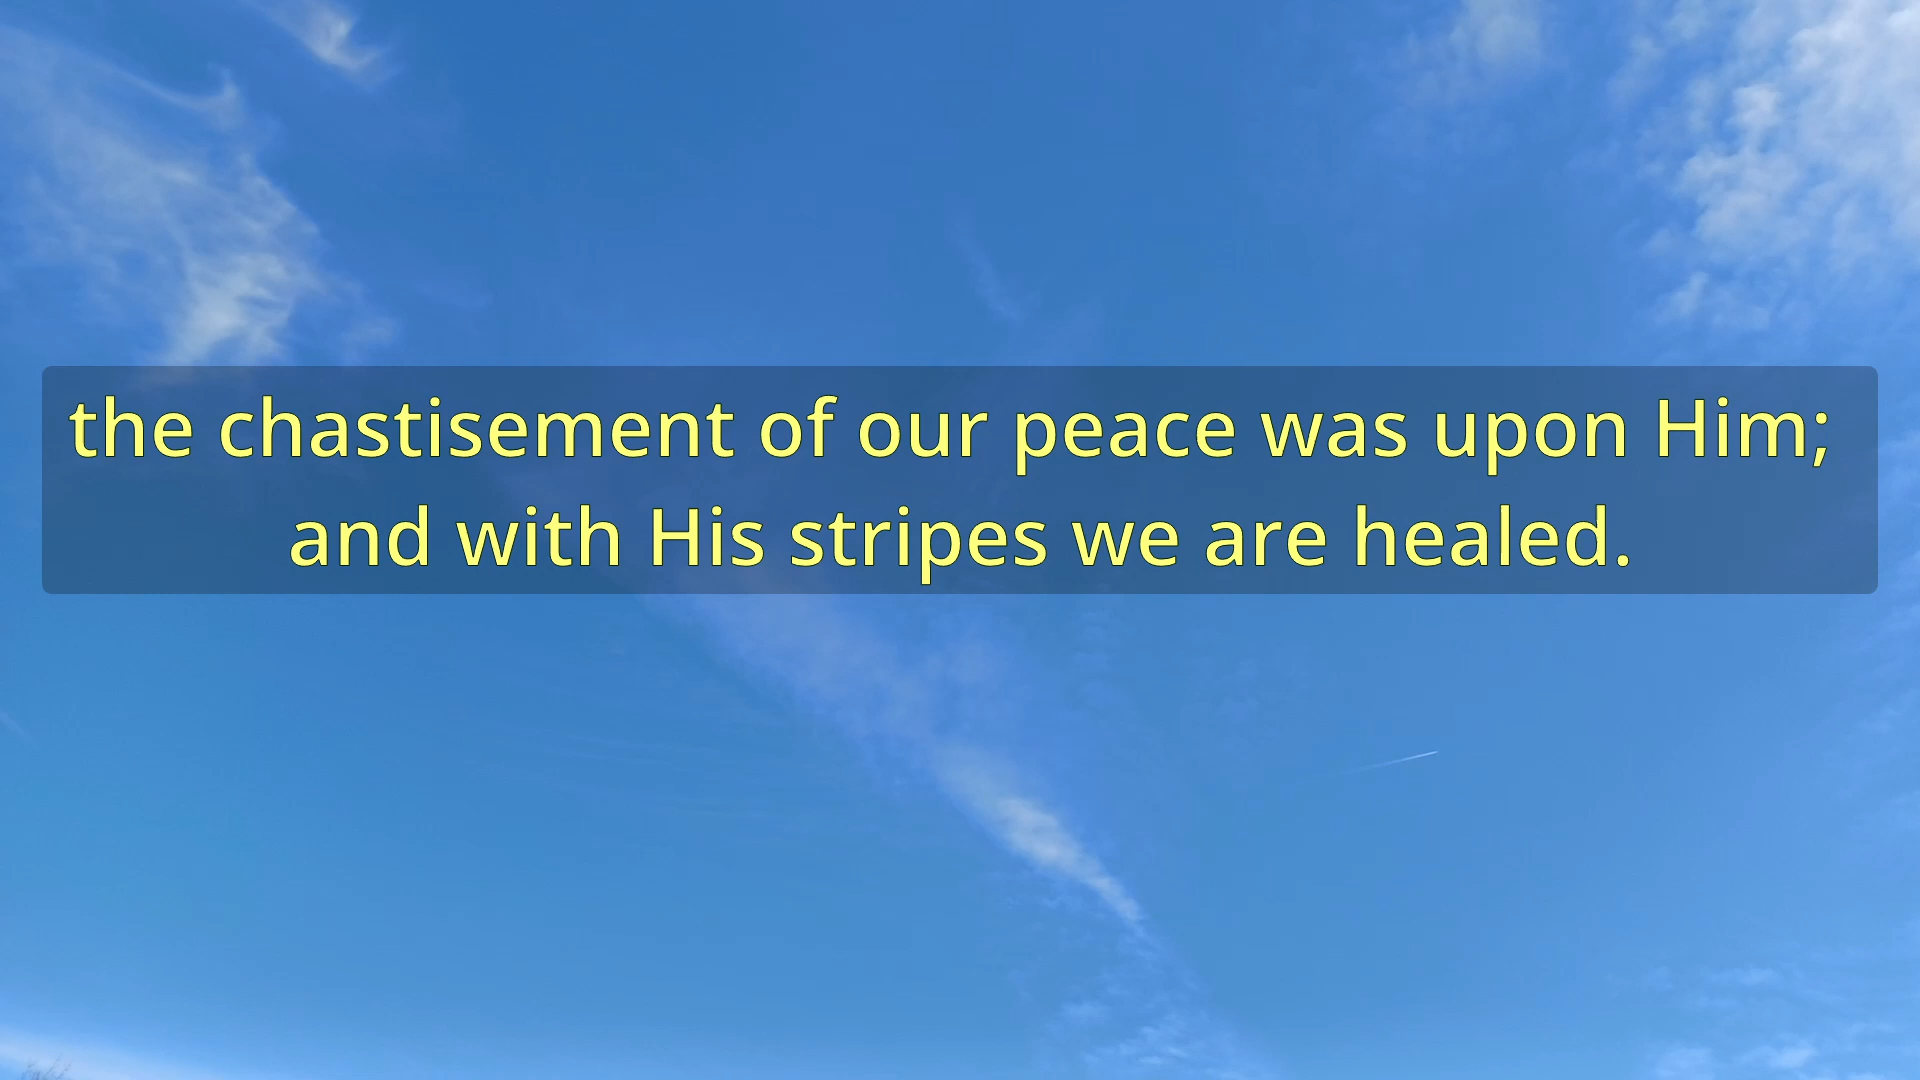 the chastisement of our peace was upon Him;
and with His stripes we are healed.